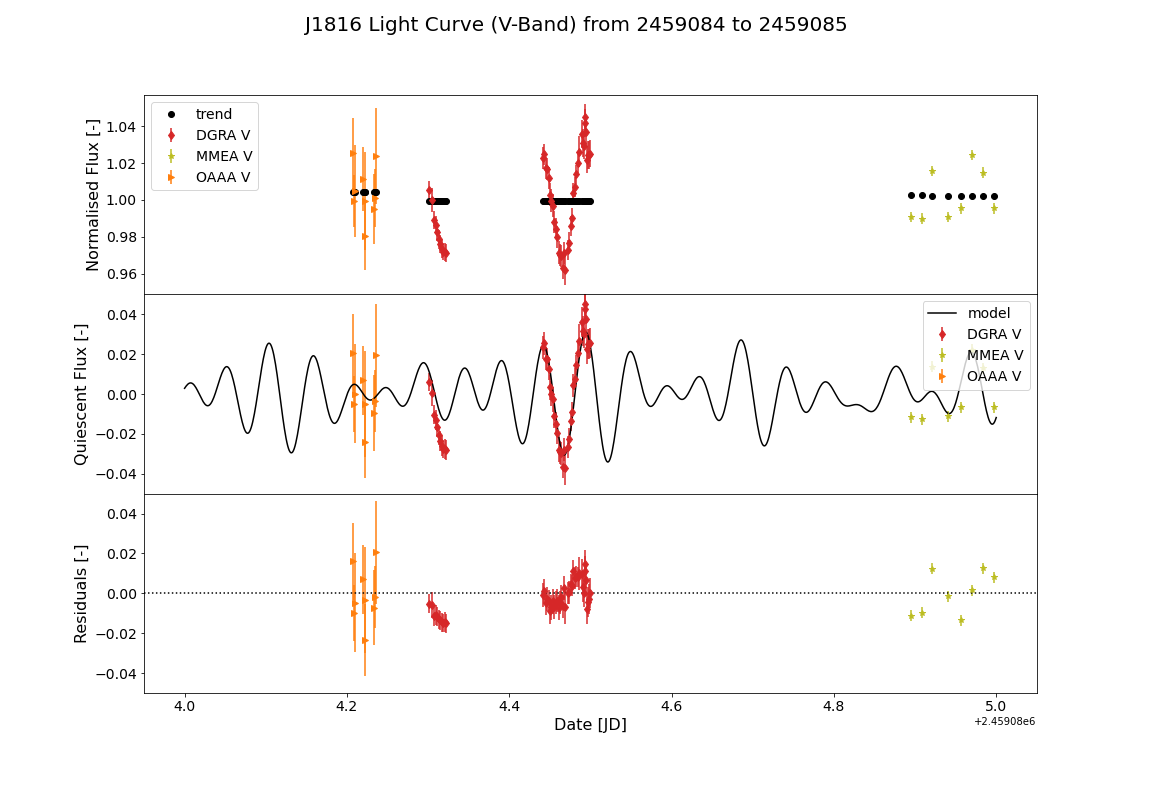 J1816 Light Curve (V-Band) from 2459084 to 2459085
Normalised Flux [-]
1.04
1.02
1.00
0.98
0.96
trend
DGRA V
MMEA V
OAAA V
Quiescent Flux [-]
0.04
0.02
0.00
−0.02
−0.04
model
DGRA V
MMEA V
OAAA V
Residuals [-]
0.04
0.02
0.00
−0.02
−0.04
4.0 4.2 4.4 4.6 4.8 5.0
+2.45908e6
Date [JD]